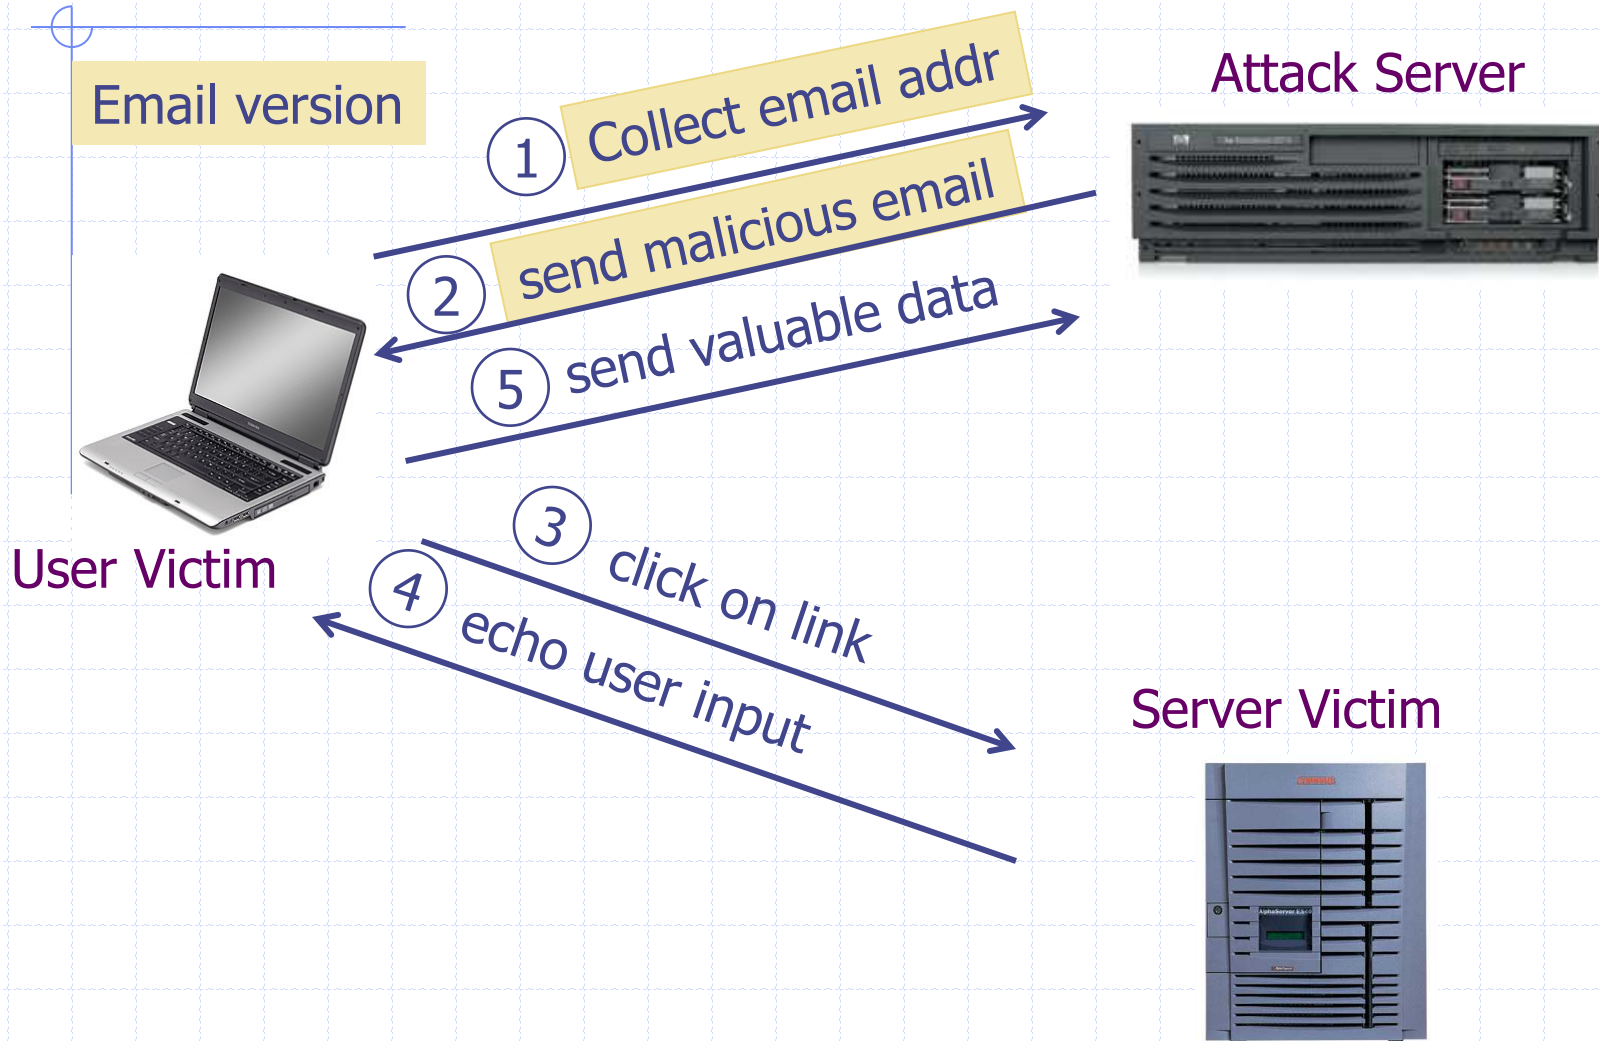 Email version
Attack Server
1 Collect email addr
2 send malicious email
5 send valuable data
User Victim
3 click on link
4 echo user input
Server Victim